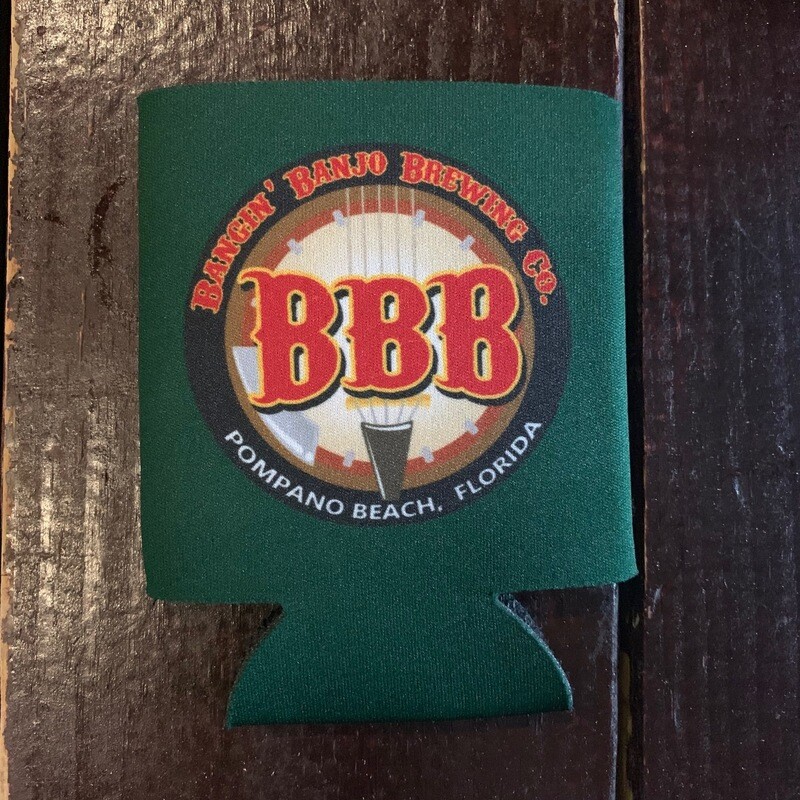 Bangin' Banjo Brewing Co.
BBB
POMPANO BEACH, FLORIDA